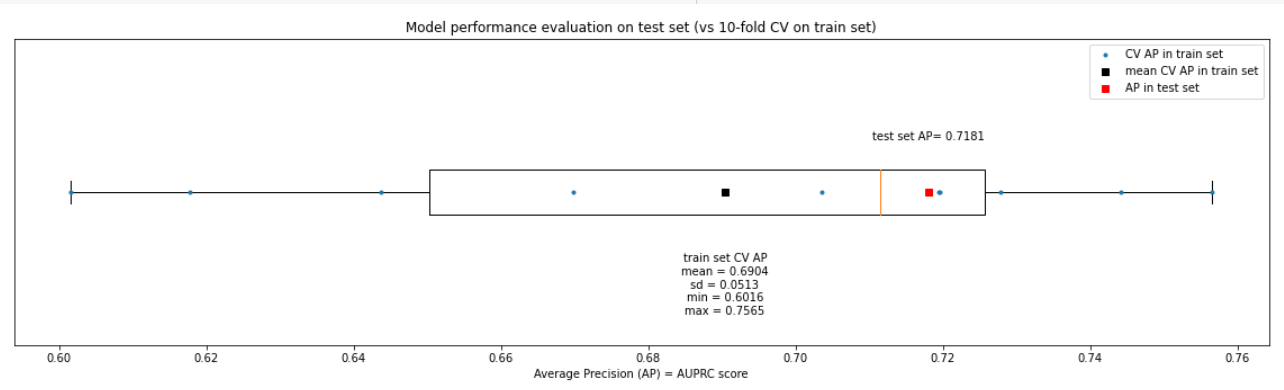 Model performance evaluation on test set (vs 10-fold CV on train set)
CV AP in train set
mean CV AP in train set
AP in test set
test set AP= 0.7181
train set CV AP
mean = 0.6904
sd = 0.0513
min = 0.6016
max = 0.7565
0.60 0.62 0.64 0.66 0.68 0.70 0.72 0.74 0.76
Average Precision (AP) = AUPRC score